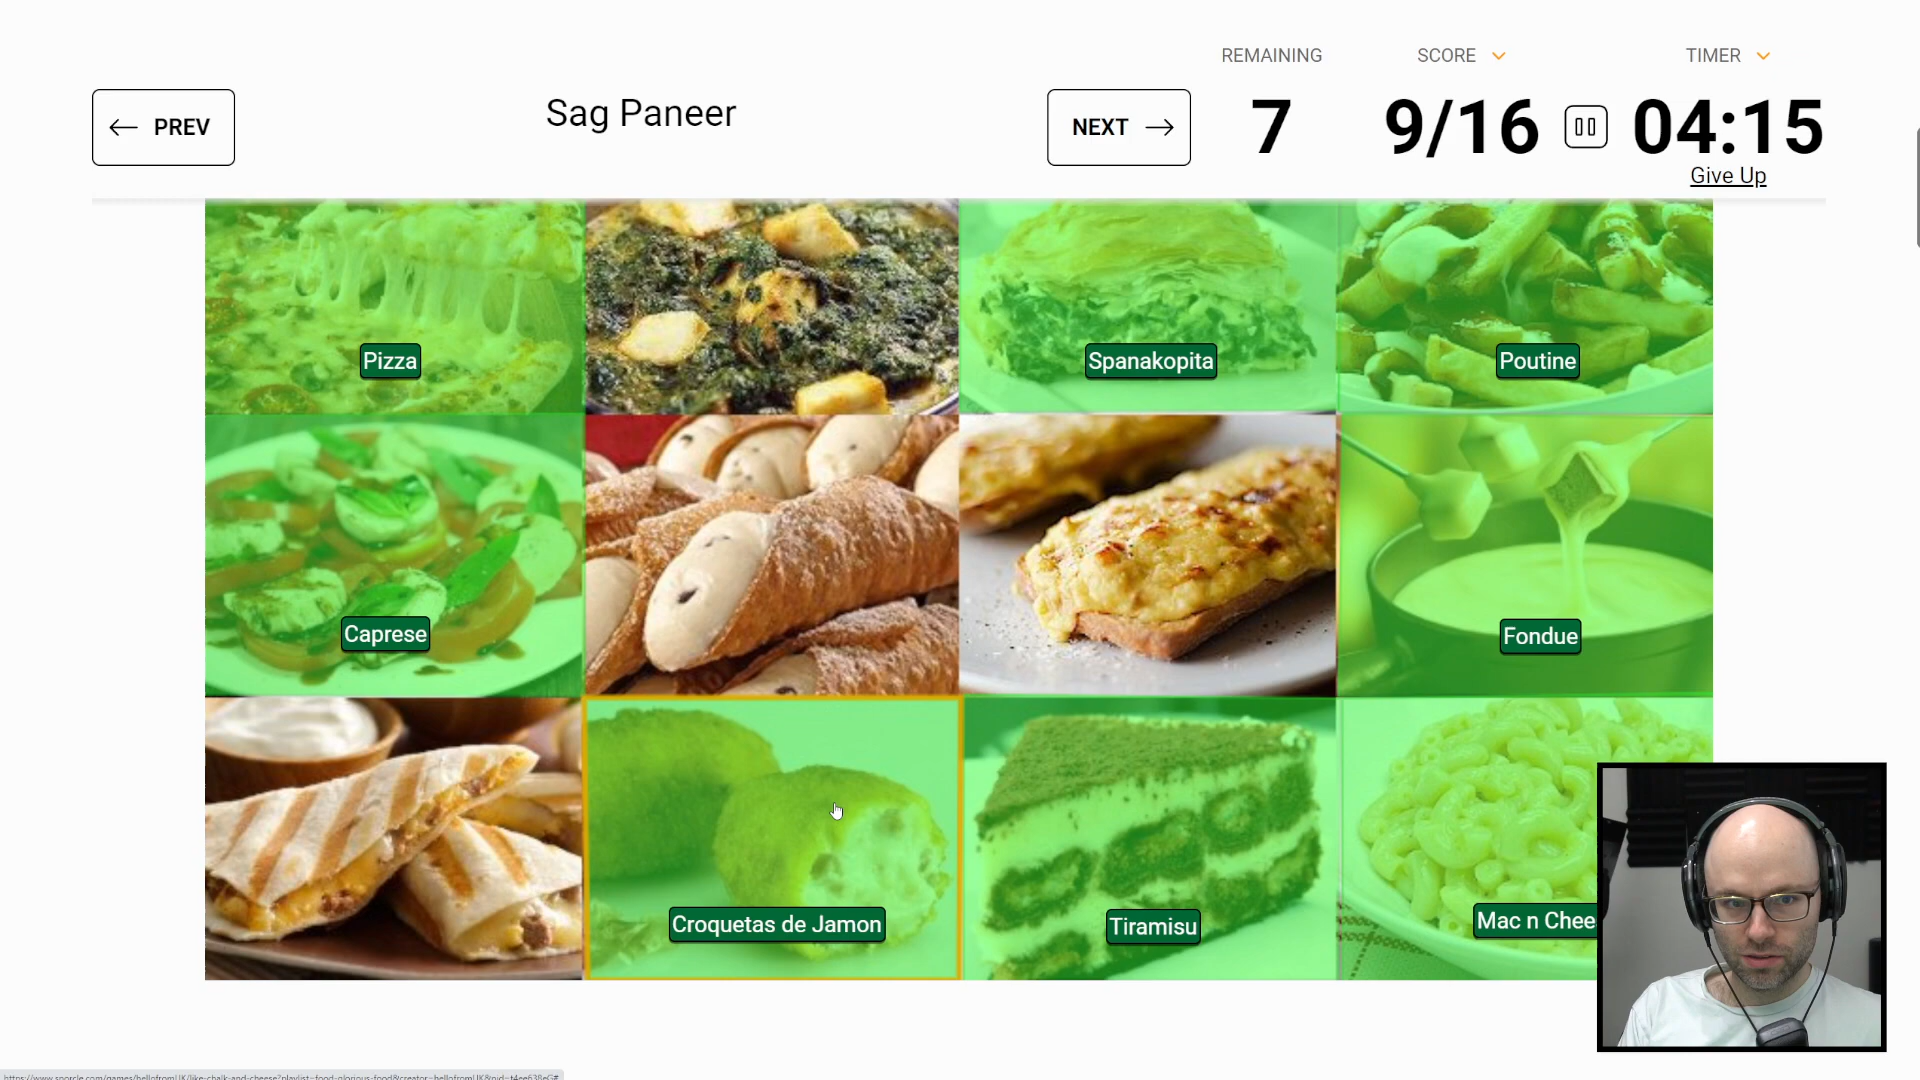 REMAINING
SCORE
TIMER
PREV
Sag Paneer
NEXT
7
9/16
04:15
Give Up
Pizza
Spanakopita
Poutine
Caprese
Fondue
Croquetas de Jamon
Tiramisu
Mac n Chee